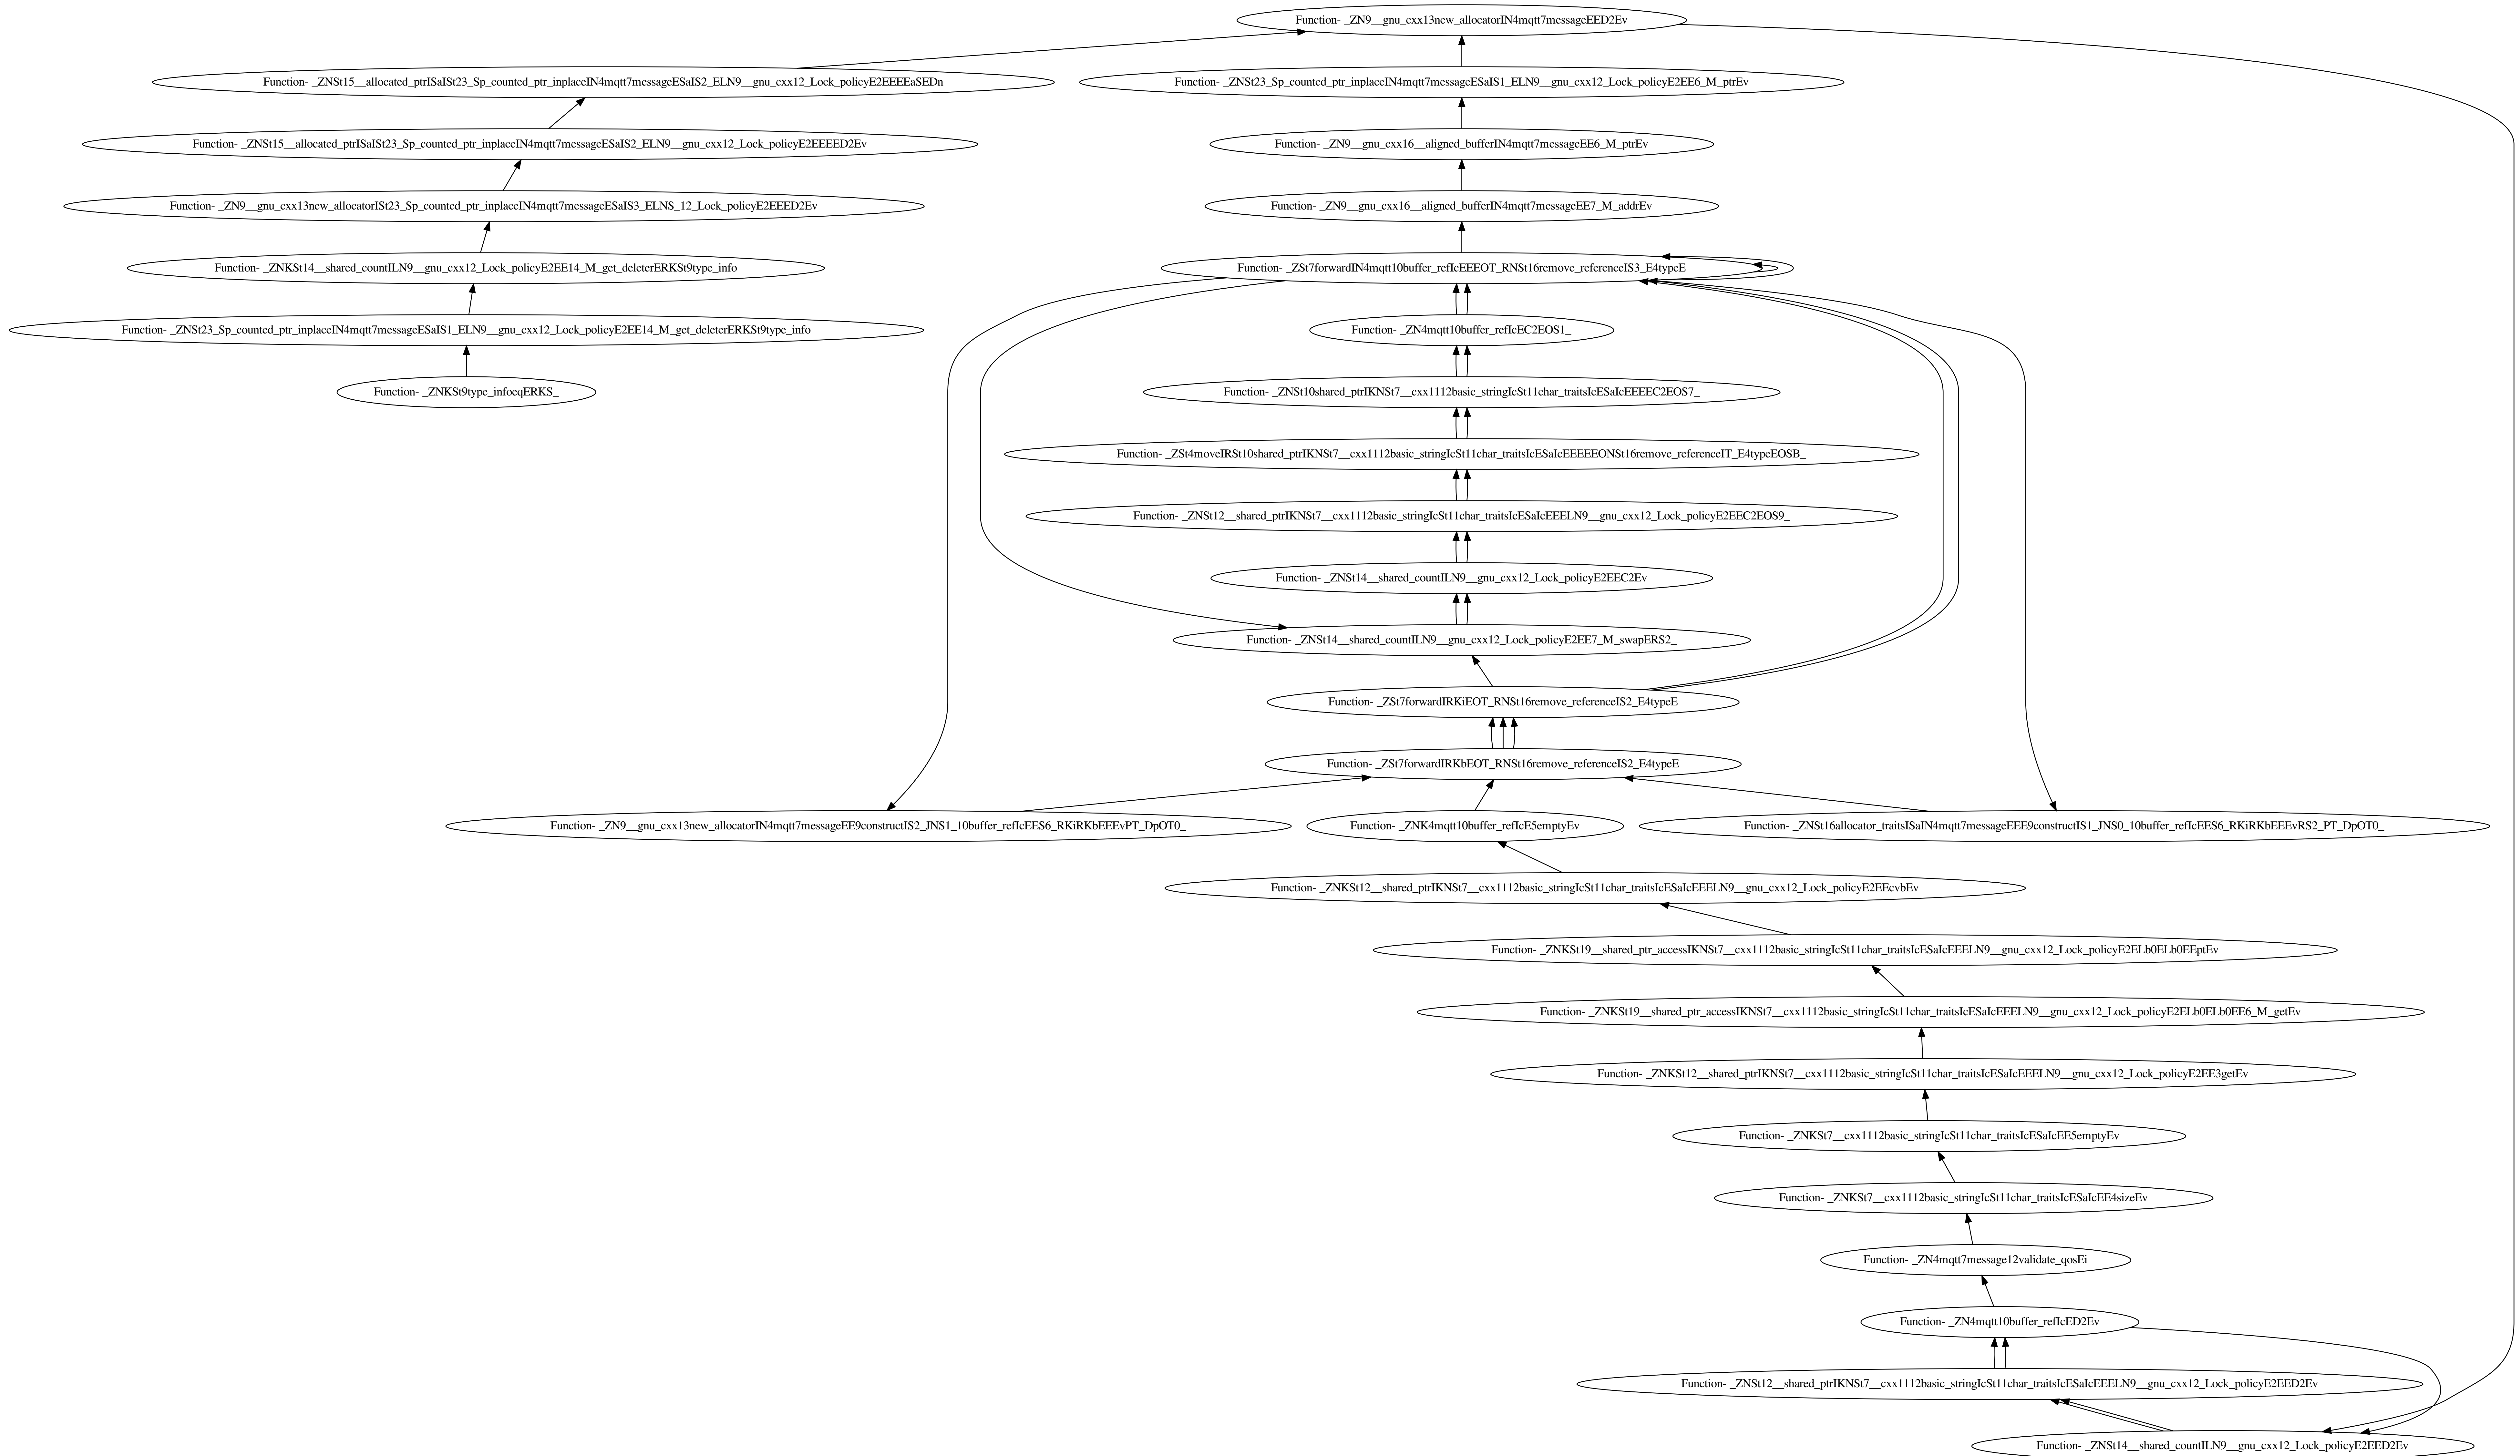 Function- _ZN9__gnu_cxx13new_allocatorIN4mqtt7messageEED2Ev
Function- _ZNSt15__allocated_ptrISaISt23_Sp_counted_ptr_inplaceIN4mqtt7messageESaIS2_ELN9__gnu_cxx12_Lock_policyE2EEEEaSEDn
Function- _ZNSt23_Sp_counted_ptr_inplaceIN4mqtt7messageESaIS1_ELN9__gnu_cxx12_Lock_policyE2EE6_M_ptrEv
Function- _ZNSt15__allocated_ptrISaISt23_Sp_counted_ptr_inplaceIN4mqtt7messageESaIS2_ELN9__gnu_cxx12_Lock_policyE2EEEED2Ev
Function- _ZN9__gnu_cxx16__aligned_bufferIN4mqtt7messageEE6_M_ptrEv
Function- _ZN9__gnu_cxx13new_allocatorISt23_Sp_counted_ptr_inplaceIN4mqtt7messageESaIS3_ELNS_12_Lock_policyE2EEED2Ev
Function- _ZN9__gnu_cxx16__aligned_bufferIN4mqtt7messageEE7_M_addrEv
Function- _ZNKSt14__shared_countILN9__gnu_cxx12_Lock_policyE2EE14_M_get_deleterERKSt9type_info
Function- _ZSt7forwardIN4mqtt10buffer_refIcEEEOT_RNSt16remove_referenceIS3_E4typeE
Function- _ZNSt23_Sp_counted_ptr_inplaceIN4mqtt7messageESaIS1_ELN9__gnu_cxx12_Lock_policyE2EE14_M_get_deleterERKSt9type_info
Function- _ZN4mqtt10buffer_refIcEC2EOS1_
Function- _ZNKSt9type_infoeqERKS_
Function- _ZNSt10shared_ptrIKNSt7__cxx1112basic_stringIcSt11char_traitsIcESaIcEEEEC2EOS7_
Function- _ZSt4moveIRSt10shared_ptrIKNSt7__cxx1112basic_stringIcSt11char_traitsIcESaIcEEEEEONSt16remove_referenceIT_E4typeEOSB_
Function- _ZNSt12__shared_ptrIKNSt7__cxx1112basic_stringIcSt11char_traitsIcESaIcEEELN9__gnu_cxx12_Lock_policyE2EEC2EOS9_
Function- _ZNSt14__shared_countILN9__gnu_cxx12_Lock_policyE2EEC2Ev
Function- _ZNSt14__shared_countILN9__gnu_cxx12_Lock_policyE2EE7_M_swapERS2_
Function- _ZSt7forwardIRKiEOT_RNSt16remove_referenceIS2_E4typeE
Function- _ZSt7forwardIRKbEOT_RNSt16remove_referenceIS2_E4typeE
Function- _ZN9__gnu_cxx13new_allocatorIN4mqtt7messageEE9constructIS2_JNS1_10buffer_refIcEES6_RKiRKbEEEvPT_DpOT0_
Function- _ZNK4mqtt10buffer_refIcE5emptyEv
Function- _ZNSt16allocator_traitsISaIN4mqtt7messageEEE9constructIS1_JNS0_10buffer_refIcEES6_RKiRKbEEEvRS2_PT_DpOT0_
Function- _ZNKSt12__shared_ptrIKNSt7__cxx1112basic_stringIcSt11char_traitsIcESaIcEEELN9__gnu_cxx12_Lock_policyE2EEcvbEv
Function- _ZNKSt19__shared_ptr_accessIKNSt7__cxx1112basic_stringIcSt11char_traitsIcESaIcEEELN9__gnu_cxx12_Lock_policyE2ELb0ELb0EEptEv
Function- _ZNKSt19__shared_ptr_accessIKNSt7__cxx1112basic_stringIcSt11char_traitsIcESaIcEEELN9__gnu_cxx12_Lock_policyE2ELb0ELb0EE6_M_getEv
Function- _ZNKSt12__shared_ptrIKNSt7__cxx1112basic_stringIcSt11char_traitsIcESaIcEEELN9__gnu_cxx12_Lock_policyE2EE3getEv
Function- _ZNKSt7__cxx1112basic_stringIcSt11char_traitsIcESaIcEE5emptyEv
Function- _ZNKSt7__cxx1112basic_stringIcSt11char_traitsIcESaIcEE4sizeEv
Function- _ZN4mqtt7message12validate_qosEi
Function- _ZN4mqtt10buffer_refIcED2Ev
Function- _ZNSt12__shared_ptrIKNSt7__cxx1112basic_stringIcSt11char_traitsIcESaIcEEELN9__gnu_cxx12_Lock_policyE2EED2Ev
Function- _ZNSt14__shared_countILN9__gnu_cxx12_Lock_policyE2EED2Ev